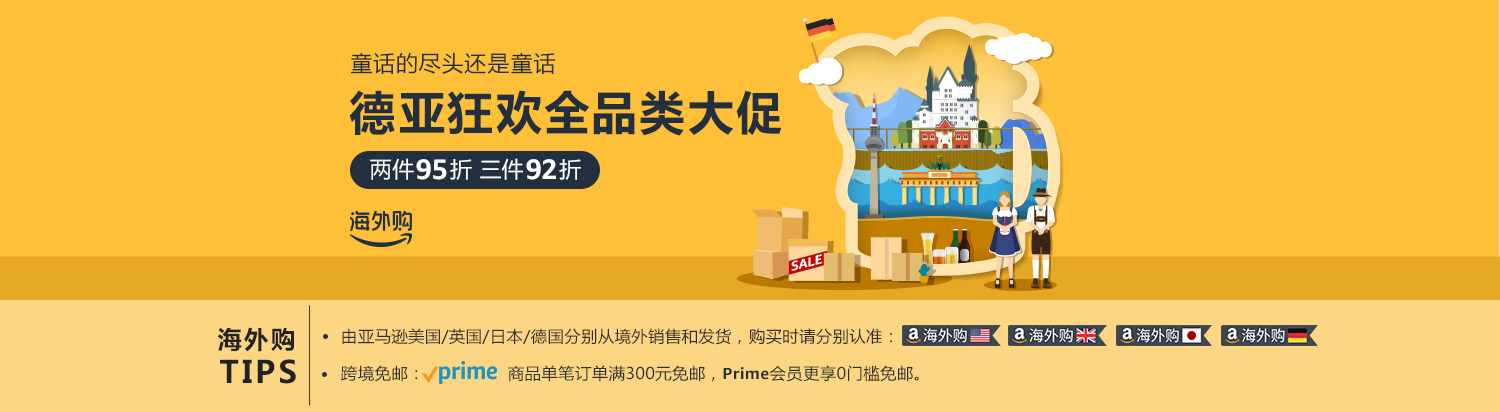 童话的尽头还是童话
德亚狂欢全品类大促
两件95折 三件92折
海外购
SALE
海外购
TIPS
• 由亚马逊美国/英国/日本/德国分别从境外销售和发货，购买时请分别认准： a 海外购 a 海外购 a 海外购 a 海外购
• 跨境免邮：prime 商品单笔订单满300元免邮，Prime会员更享0门槛免邮。